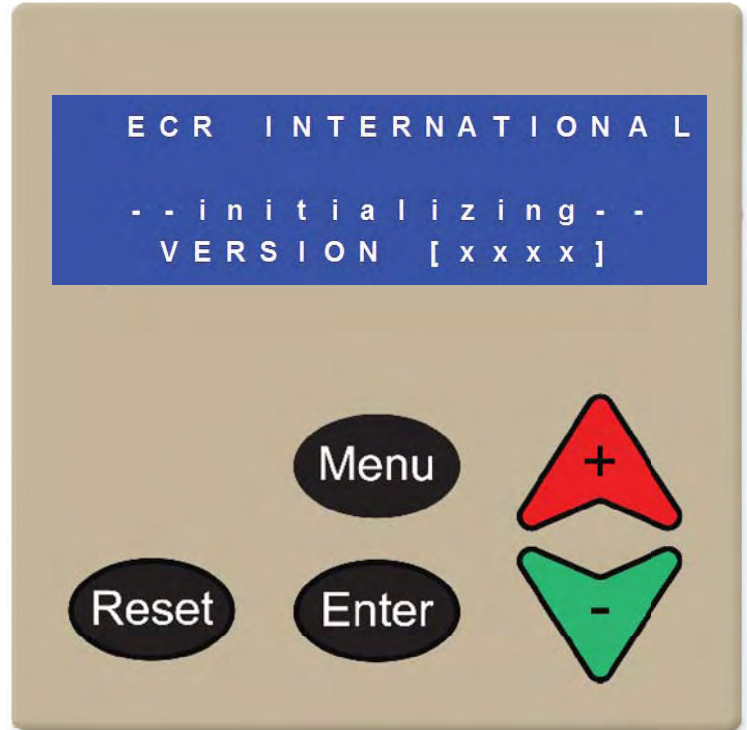 ECR INTERNATIONAL
--initializing--
VERSION [xxxx]
Menu
+
Reset
Enter
-